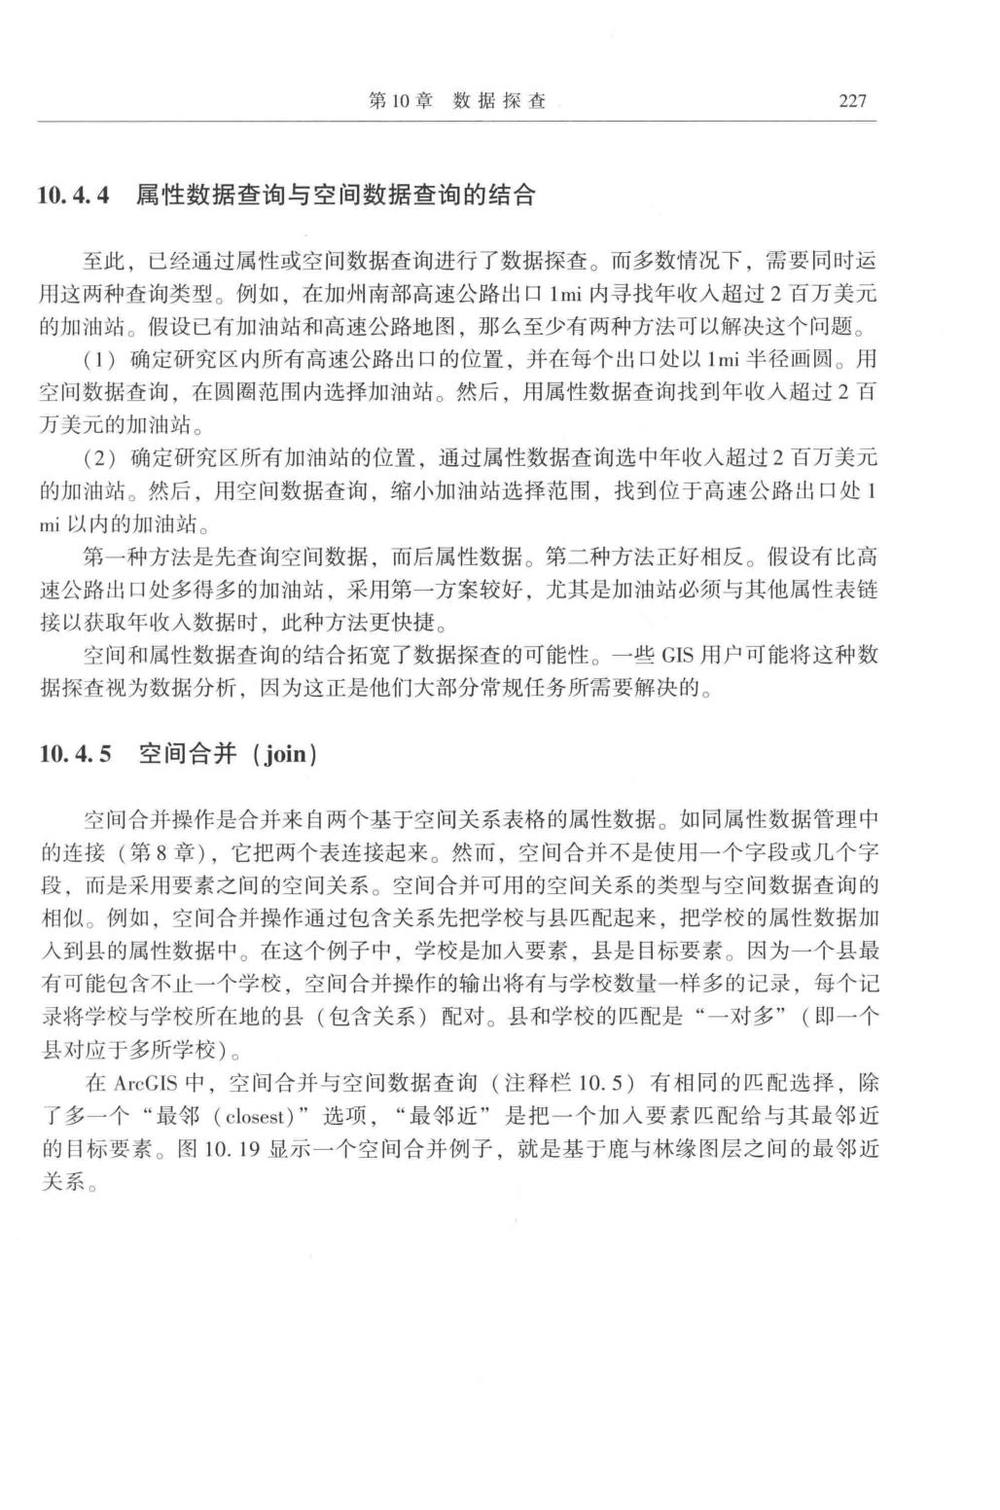 第 10 章 数据探查 227
10.4.4 属性数据查询与空间数据查询的结合
至此，已经通过属性或空间数据查询进行了数据探查。而多数情况下，需要同时运
用这两种查询类型。例如，在加州南部高速公路出口 1mi 内寻找年收入超过 2 百万美元
的加油站。假设已有加油站和高速公路地图，那么至少有两种方法可以解决这个问题。
（1）确定研究区内所有高速公路出口的位置，并在每个出口处以 1mi 半径画圆。用
空间数据查询，在圆圈范围内选择加油站。然后，用属性数据查询找到年收入超过 2 百
万美元的加油站。
（2）确定研究区所有加油站的位置，通过属性数据查询选中年收入超过 2 百万美元
的加油站。然后，用空间数据查询，缩小加油站选择范围，找到位于高速公路出口处 1
mi 以内的加油站。
第一种方法是先查询空间数据，而后属性数据。第二种方法正好相反。假设有比高
速公路出口处多得多的加油站，采用第一方案较好，尤其是加油站必须与其他属性表链
接以获取年收入数据时，此种方法更快捷。
空间和属性数据查询的结合拓宽了数据探查的可能性。一些 GIS 用户可能将这种数
据探查视为数据分析，因为这正是他们大部分常规任务所需要解决的。
10.4.5 空间合并（join）
空间合并操作是合并来自两个基于空间关系表格的属性数据。如同属性数据管理中
的连接（第 8 章），它把两个表连接起来。然而，空间合并不是使用一个字段或几个字
段，而是采用要素之间的空间关系。空间合并可用的空间关系的类型与空间数据查询的
相似。例如，空间合并操作通过包含关系先把学校与县匹配起来，把学校的属性数据加
入到县的属性数据中。在这个例子中，学校是加入要素，县是目标要素。因为一个县最
有可能包含不止一个学校，空间合并操作的输出将有与学校数量一样多的记录，每个记
录将学校与学校所在地的县（包含关系）配对。县和学校的匹配是“一对多”（即一个
县对应于多所学校）。
在 ArcGIS 中，空间合并与空间数据查询（注释栏 10.5）有相同的匹配选择，除
了多一个“最邻（closest）”选项，“最邻近”是把一个加入要素匹配给与其最邻近
的目标要素。图 10.19 显示一个空间合并例子，就是基于鹿与林缘图层之间的最邻近
关系。